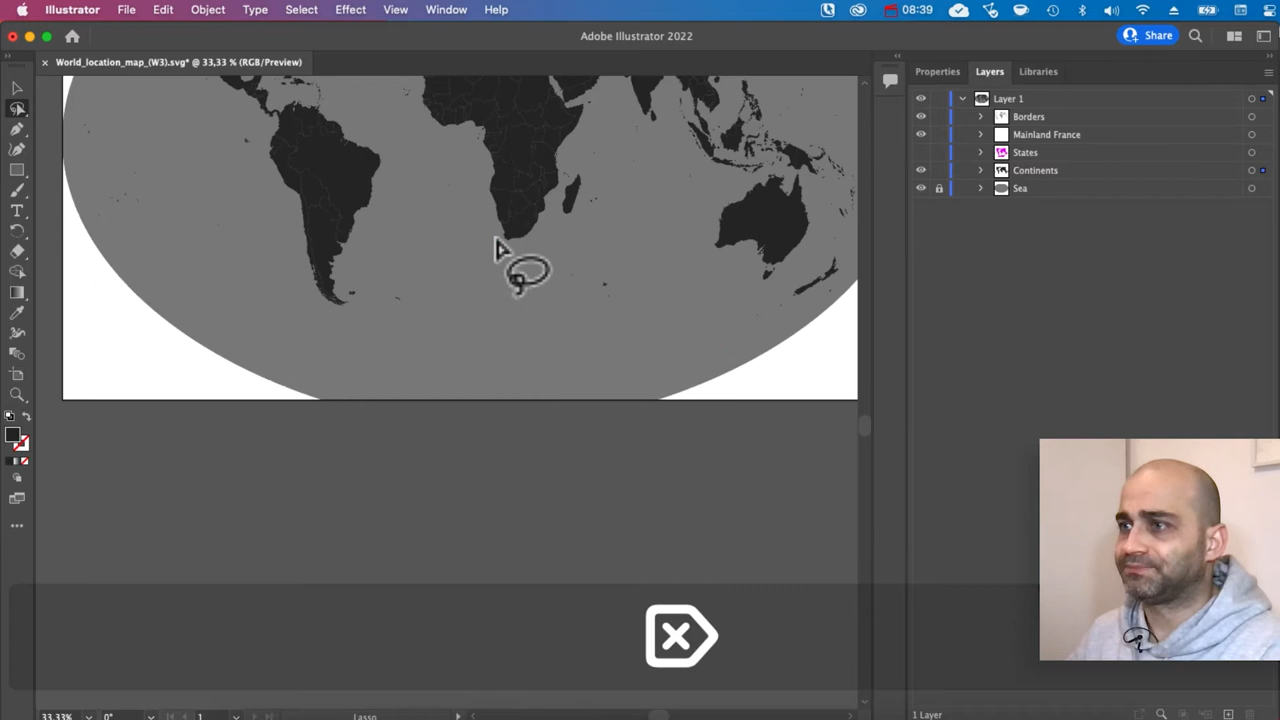 Illustrator File Edit Object Type Select Effect View Window Help 08:39
Adobe Illustrator 2022
Share
× World_location_map_(W3).svg* @ 33,33 % (RGB/Preview)
Properties Layers Libraries
Layer 1
Borders
Mainland France
States
Continents
Sea
T
33,33% 0° 1 Lasso
1 Layer